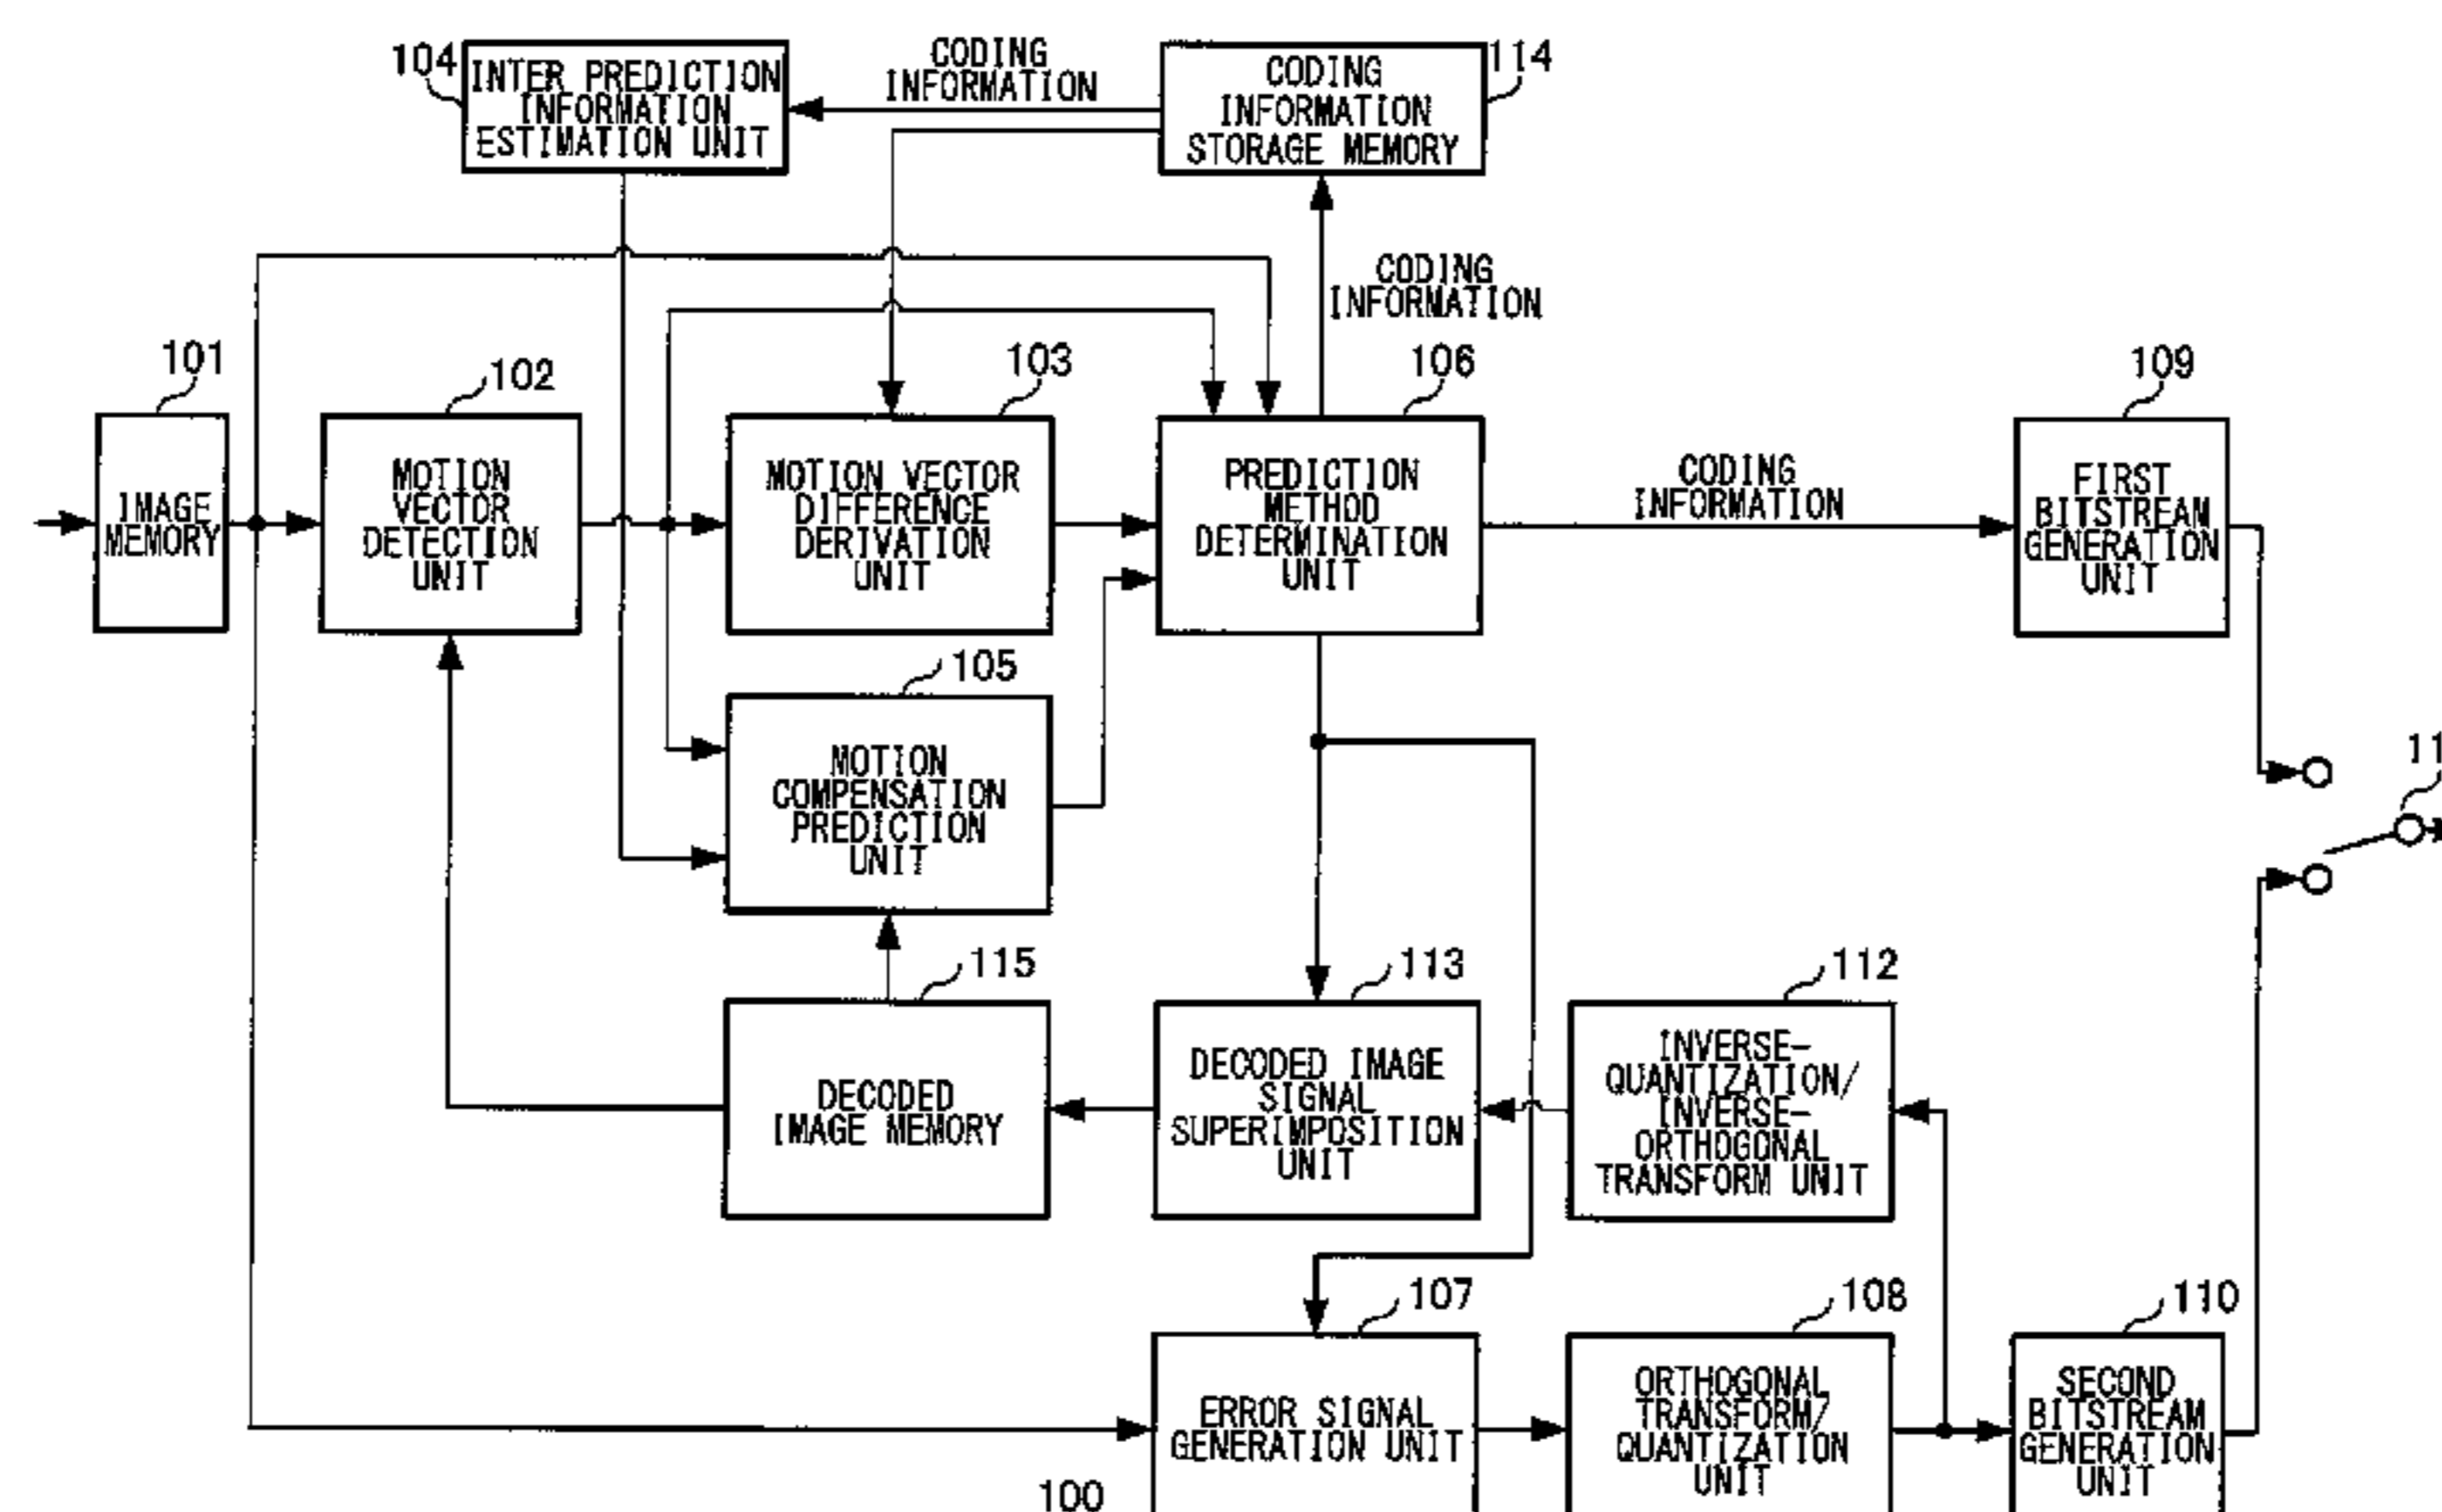 104
INTER PREDICTION
INFORMATION
ESTIMATION UNIT
CODING
INFORMATION
CODING
INFORMATION
STORAGE MEMORY
114
CODING
INFORMATION
101
IMAGE
MEMORY
102
MOTION
VECTOR
DETECTION
UNIT
103
MOTION VECTOR
DIFFERENCE
DERIVATION
UNIT
106
PREDICTION
METHOD
DETERMINATION
UNIT
CODING
INFORMATION
109
FIRST
BITSTREAM
GENERATION
UNIT
105
MOTION
COMPENSATION
PREDICTION
UNIT
115
DECODED
IMAGE MEMORY
113
DECODED IMAGE
SIGNAL
SUPERIMPOSITION
UNIT
112
INVERSE-
QUANTIZATION/
INVERSE-
ORTHOGONAL
TRANSFORM UNIT
107
ERROR SIGNAL
GENERATION UNIT
108
ORTHOGONAL
TRANSFORM/
QUANTIZATION
UNIT
110
SECOND
BITSTREAM
GENERATION
UNIT
100